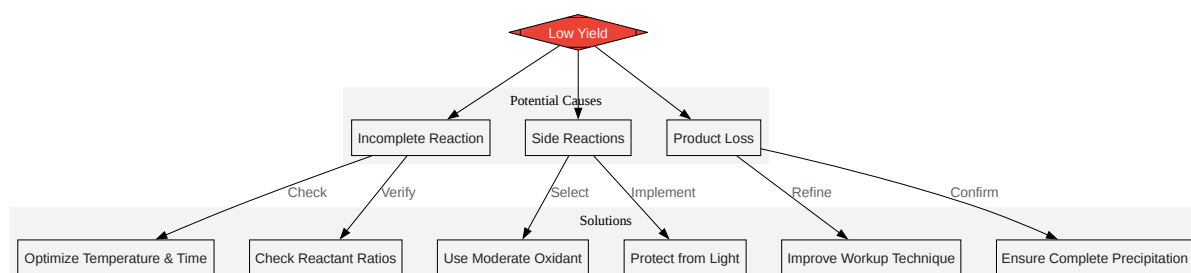 Low Yield
Potential Causes
Incomplete Reaction
Side Reactions
Product Loss
Check
Verify
Select
Implement
Refine
Confirm
Solutions
Optimize Temperature & Time
Check Reactant Ratios
Use Moderate Oxidant
Protect from Light
Improve Workup Technique
Ensure Complete Precipitation